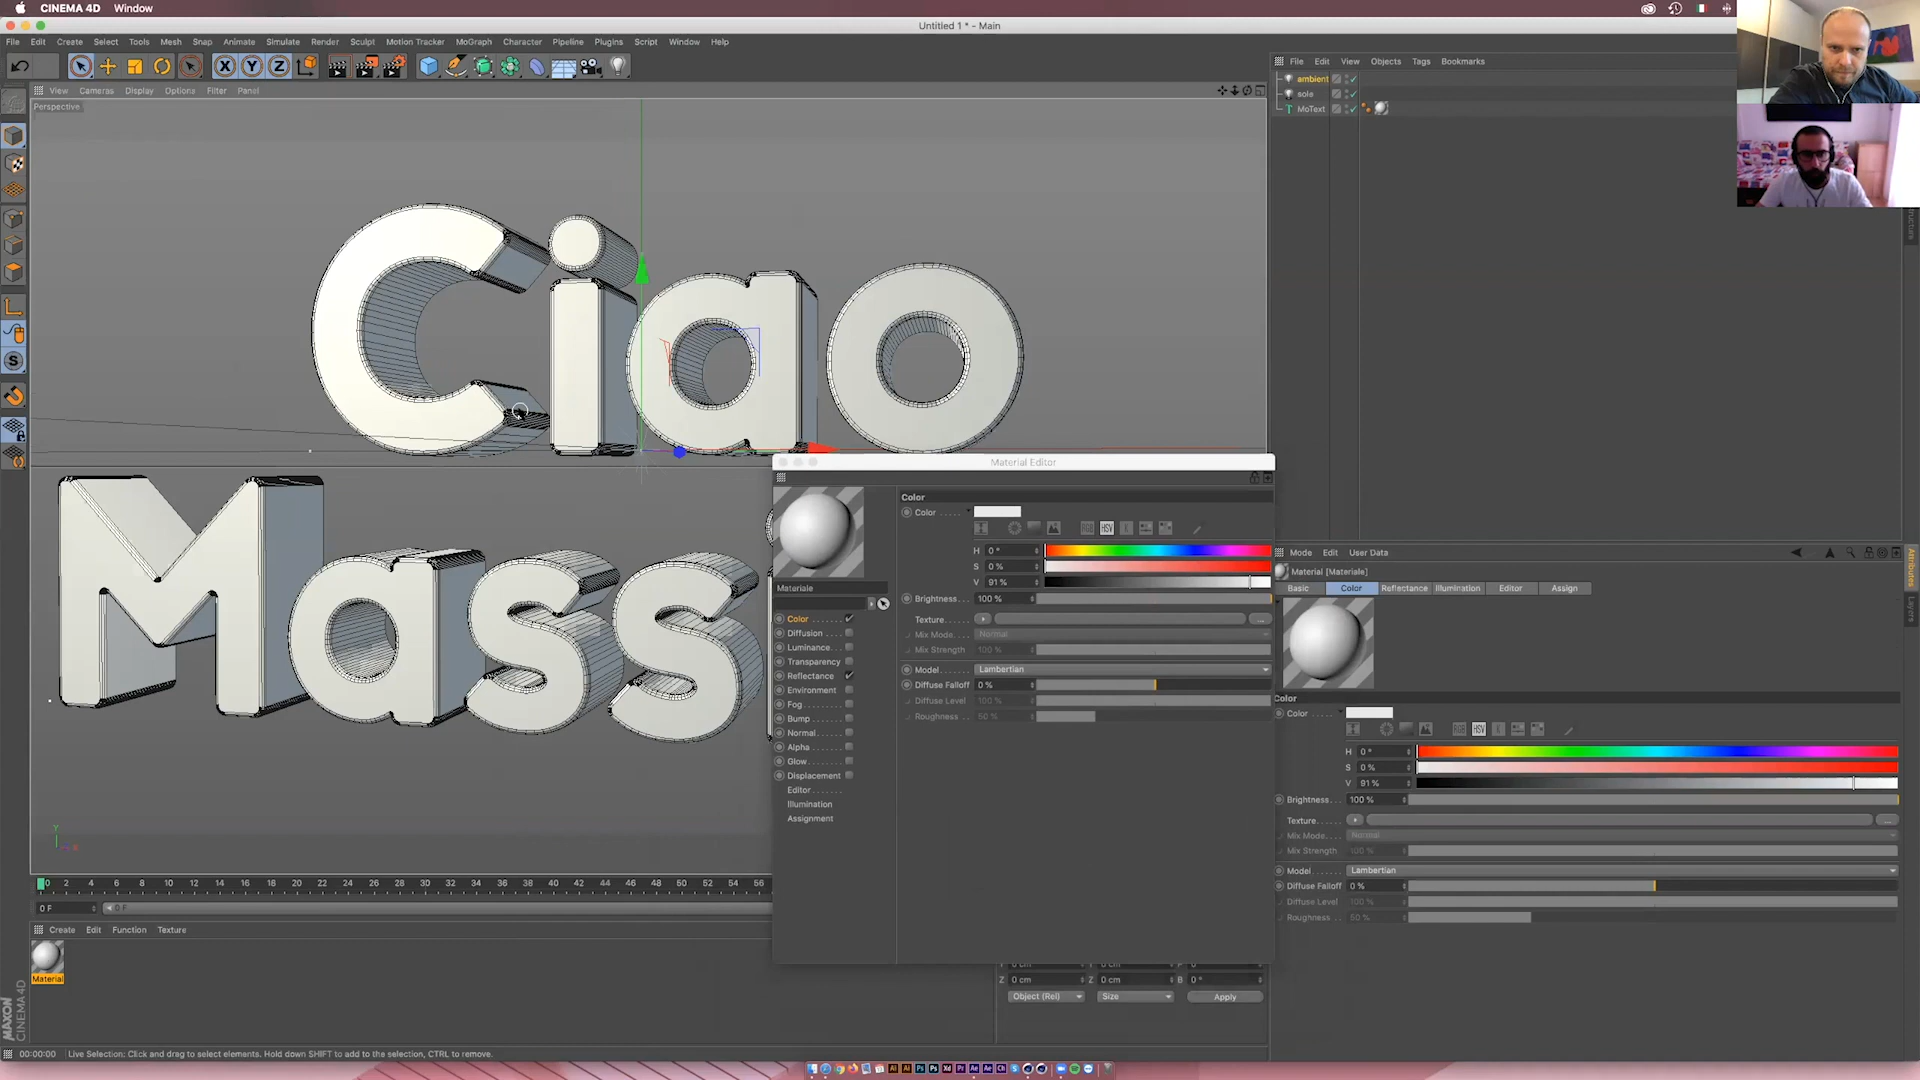 CINEMA 4D Window
Untitled 1 * - Main
File Edit Create Select Tools Mesh Snap Animate Simulate Render Sculpt Motion Tracker MoGraph Character Pipeline Plugins Script Window Help
X Y Z
File Edit View Objects Tags Bookmarks
View Cameras Display Options Filter Panel
Perspective
ambient
sole
MoText
Ciao
Mass
Material Editor
Color
Color
RGB HSV
H 0 °
S 0 %
V 91 %
Materiale
Brightness... 100 %
Color
Texture
Diffusion
Mix Mode. Normal
Luminance
Mix Strength 100 %
Transparency
Model Lambertian
Reflectance
Diffuse Falloff 0 %
Environment
Diffuse Level 100 %
Fog
Roughness 50 %
Bump
Normal
Alpha
Glow
Displacement
Editor
Illumination
Assignment
Mode Edit User Data
Material [Materiale]
Basic Color Reflectance Illumination Editor Assign
Color
Color
RGB HSV
H 0 °
S 0 %
V 91 %
Brightness... 100 %
Texture
Mix Mode. Normal
Mix Strength 100 %
Model Lambertian
Diffuse Falloff 0 %
Diffuse Level 100 %
Roughness 50 %
Attributes
Layers
Structure
0 2 4 6 8 10 12 14 16 18 20 22 24 26 28 30 32 34 36 38 40 42 44 46 48 50 52 54 56
0 F 0 F
Create Edit Function Texture
Material
Z 0 cm Z 0 cm B 0 °
Object (Rel) Size Apply
MAXON CINEMA 4D
00:00:00 Live Selection: Click and drag to select elements. Hold down SHIFT to add to the selection, CTRL to remove.